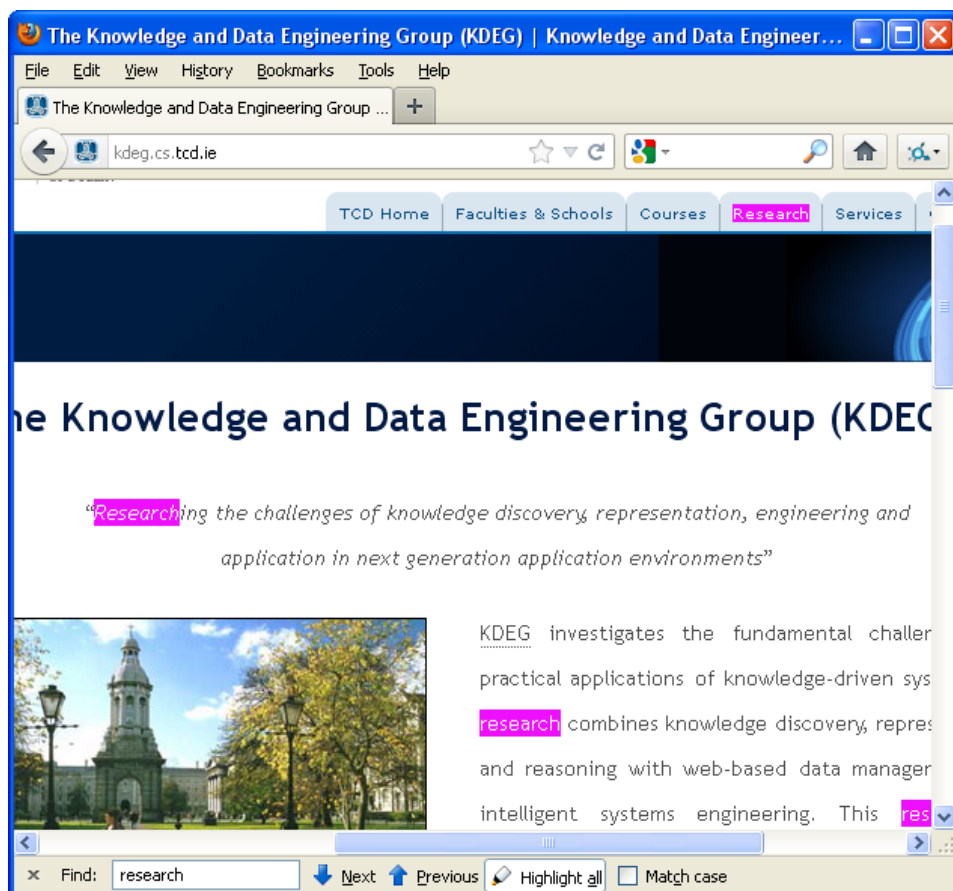 The Knowledge and Data Engineering Group (KDEG) | Knowledge and Data Engineer...
File Edit View History Bookmarks Tools Help
The Knowledge and Data Engineering Group ...
kdeg.cs.tcd.ie
TCD Home Faculties & Schools Courses Research Services
he Knowledge and Data Engineering Group (KDEG
“Researching the challenges of knowledge discovery, representation, engineering and
application in next generation application environments”
KDEG investigates the fundamental challen
practical applications of knowledge-driven sys
research combines knowledge discovery, repres
and reasoning with web-based data manager
intelligent systems engineering. This res
× Find: research Next Previous Highlight all Match case